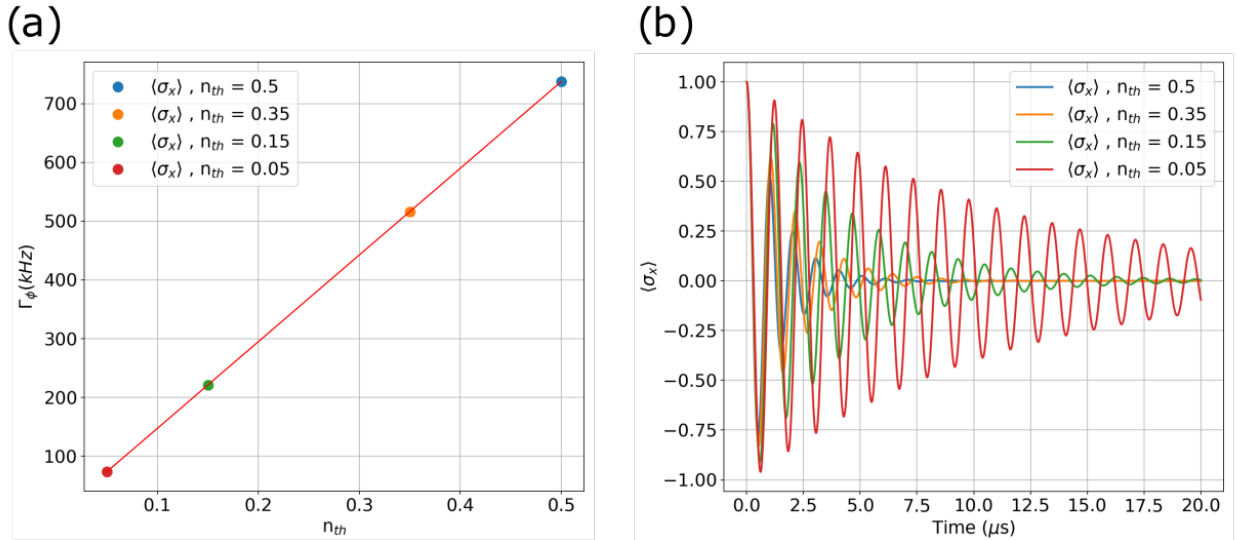 (a)
Γϕ(kHz)
700
600
500
400
300
200
100
⟨σx⟩ , nth = 0.5
⟨σx⟩ , nth = 0.35
⟨σx⟩ , nth = 0.15
⟨σx⟩ , nth = 0.05
0.1 0.2 0.3 0.4 0.5
nth
(b)
⟨σx⟩
1.00
0.75
0.50
0.25
0.00
−0.25
−0.50
−0.75
−1.00
⟨σx⟩ , nth = 0.5
⟨σx⟩ , nth = 0.35
⟨σx⟩ , nth = 0.15
⟨σx⟩ , nth = 0.05
0.0 2.5 5.0 7.5 10.0 12.5 15.0 17.5 20.0
Time (μs)